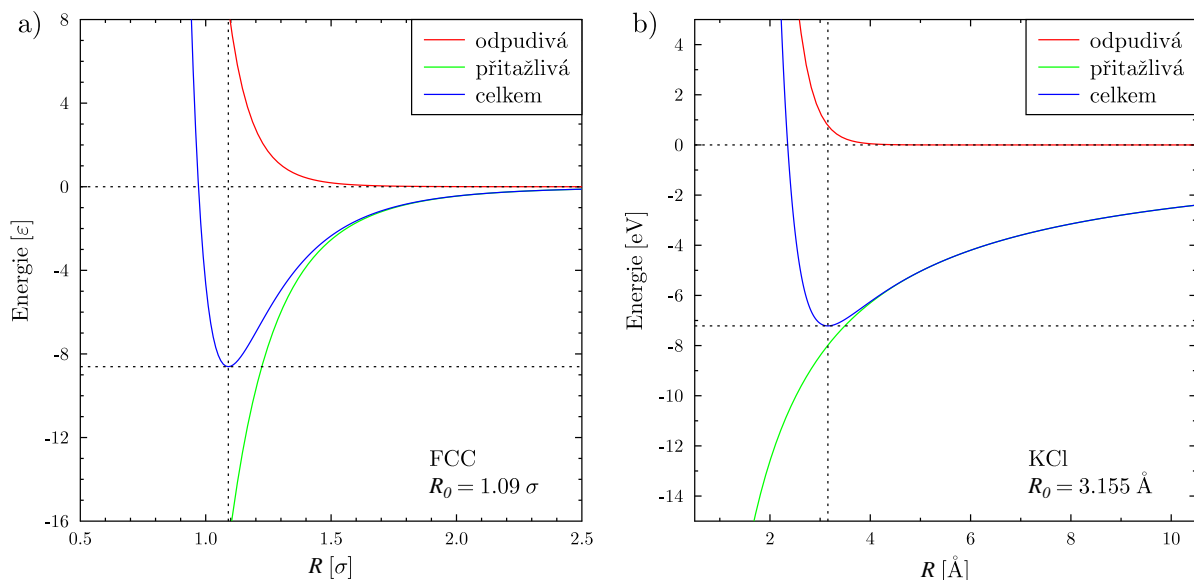 a)
8
4
0
-4
-8
-12
-16
Energie [ε]
odpudivá
přitažlivá
celkem
FCC
R0 = 1.09 σ
0.5 1.0 1.5 2.0 2.5
R [σ]
b)
4
2
0
-2
-4
-6
-8
-10
-12
-14
Energie [eV]
odpudivá
přitažlivá
celkem
KCl
R0 = 3.155 Å
2 4 6 8 10
R [Å]